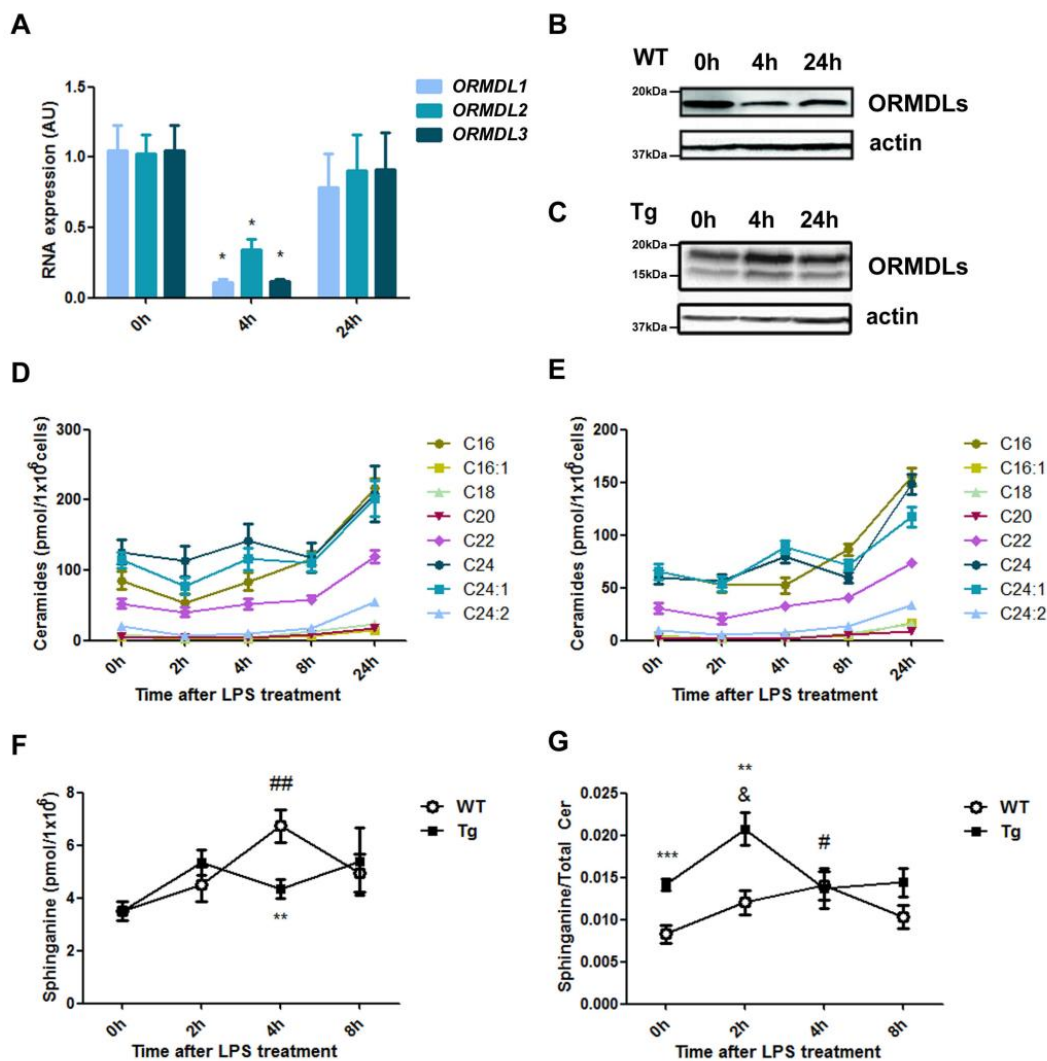 A
RNA expression (AU)
1.5
1.0
0.5
0.0
* * *
0h 4h 24h
ORMDL1
ORMDL2
ORMDL3
B
WT 0h 4h 24h
20kDa
ORMDLs
actin
37kDa
C
Tg 0h 4h 24h
20kDa
15kDa
ORMDLs
actin
37kDa
D
Ceramides (pmol/1x10⁶cells)
300
200
100
0
0h 2h 4h 8h 24h
Time after LPS treatment
C16
C16:1
C18
C20
C22
C24
C24:1
C24:2
E
Ceramides (pmol/1x10⁶cells)
200
150
100
50
0
0h 2h 4h 8h 24h
Time after LPS treatment
C16
C16:1
C18
C20
C22
C24
C24:1
C24:2
F
Sphinganine (pmol/1x10⁶)
8
6
4
2
0
##
**
0h 2h 4h 8h
Time after LPS treatment
WT
Tg
G
Sphinganine/Total Cer
0.025
0.020
0.015
0.010
0.005
0.000
***
**
&
#
0h 2h 4h 8h
Time after LPS treatment
WT
Tg